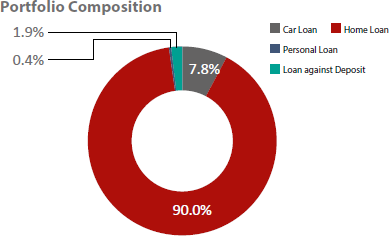 Portfolio Composition
1.9%
0.4%
7.8%
90.0%
Car Loan
Home Loan
Personal Loan
Loan against Deposit